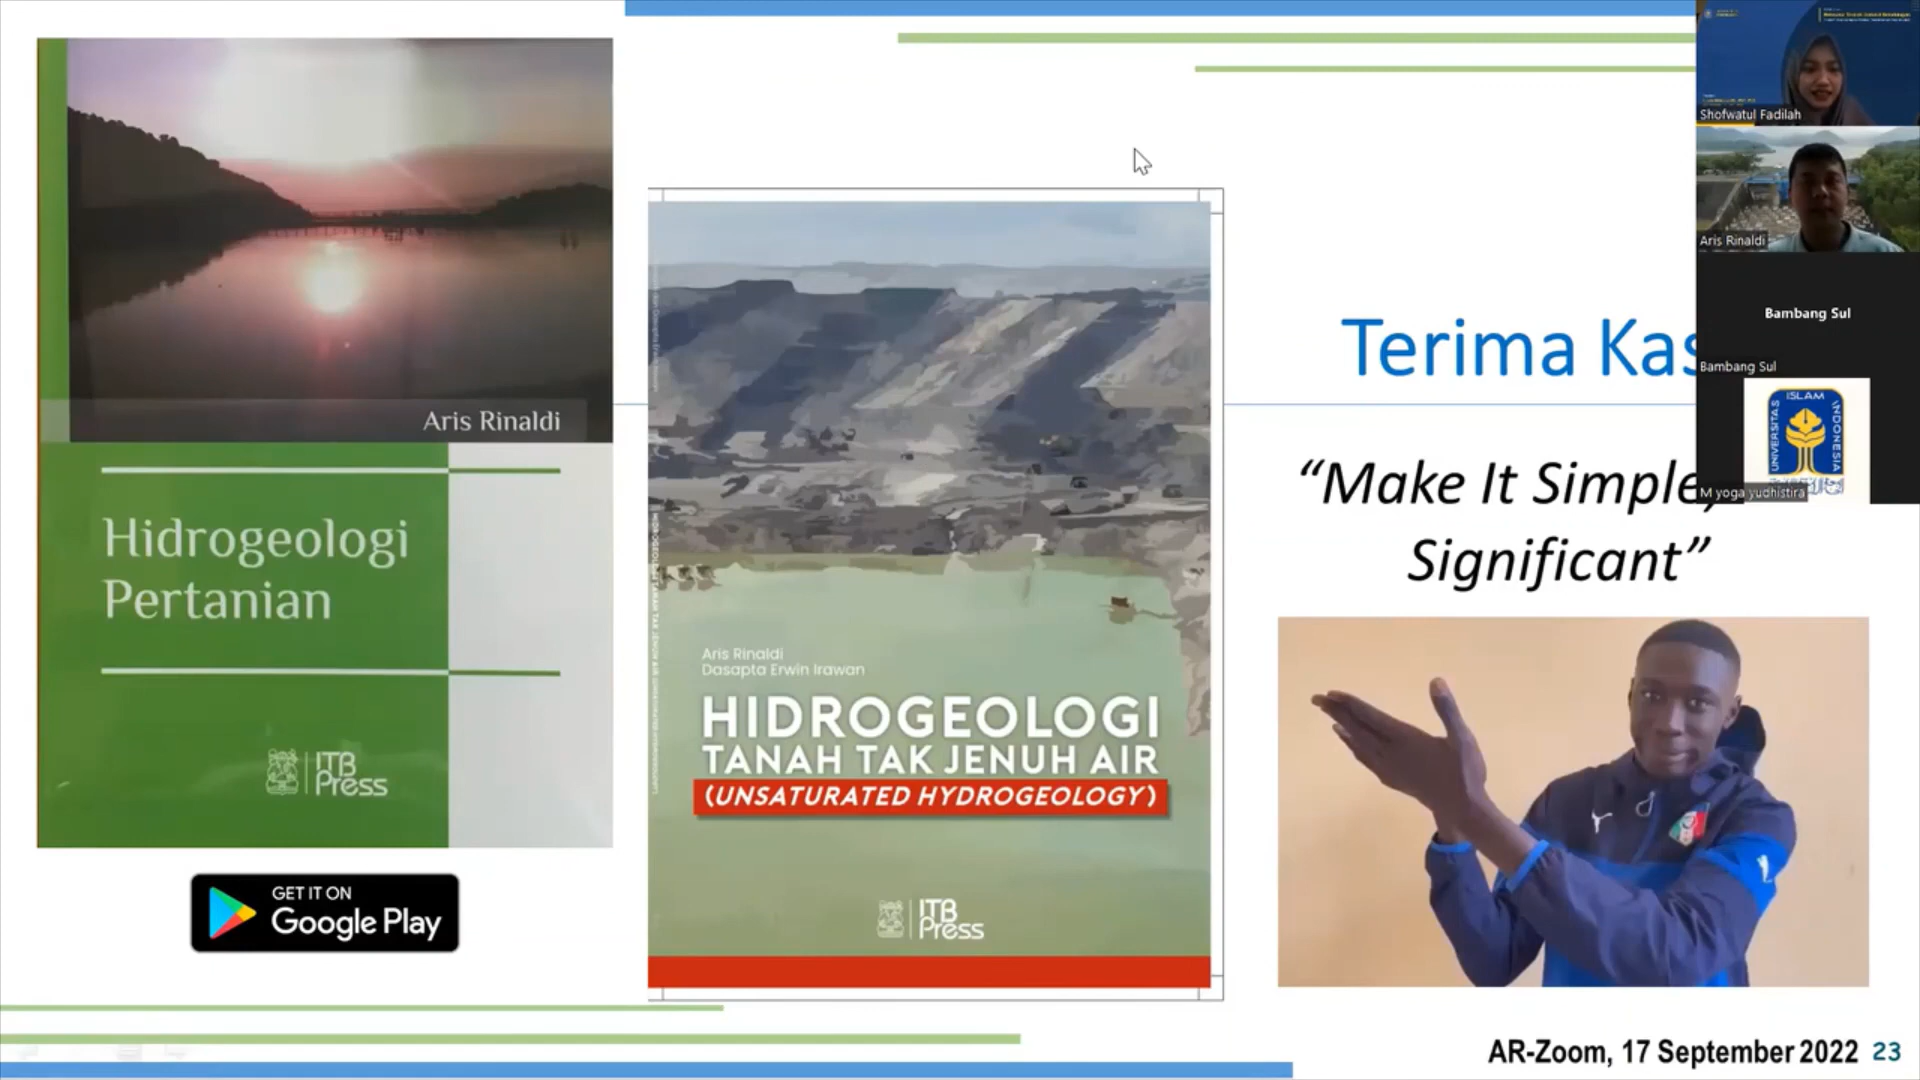 Aris Rinaldi
Hidrogeologi
Pertanian
ITB
Press
GET IT ON
Google Play
Aris Rinaldi
Dasapta Erwin Irawan
HIDROGEOLOGI
TANAH TAK JENUH AIR
(UNSATURATED HYDROGEOLOGY)
ITB
Press
Terima Kas
“Make It Simple,
Significant”
Shofwatul Fadilah
Aris Rinaldi
Bambang Sul
Bambang Sul
UNIVERSITAS
ISLAM
INDONESIA
M yoga yudhistira
AR-Zoom, 17 September 2022
23